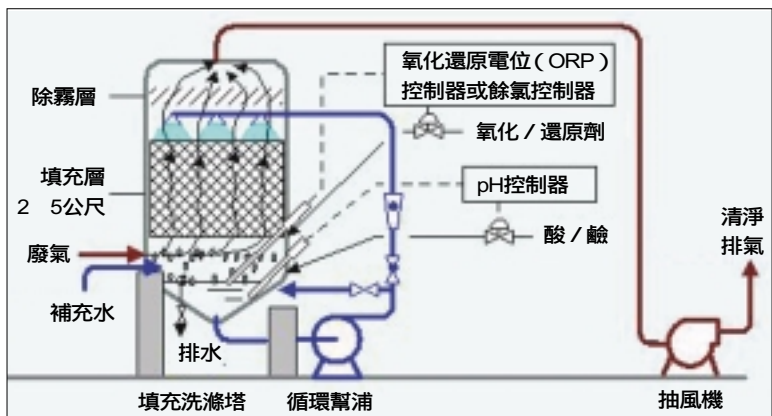 氧化還原電位（ORP）
控制器或餘氯控制器
除霧層
氧化／還原劑
填充層
2 5公尺
pH控制器
廢氣
酸／鹼
清淨
排氣
補充水
排水
填充洗滌塔
循環幫浦
抽風機